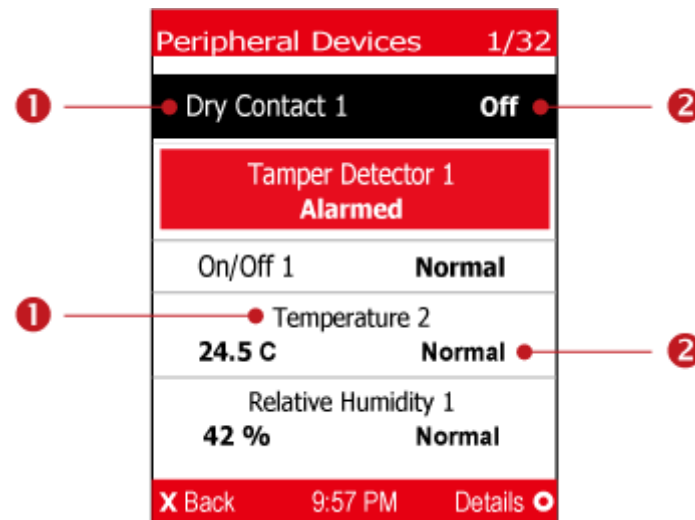 Peripheral Devices 1/32
1 Dry Contact 1 Off 2
Tamper Detector 1
Alarmed
On/Off 1 Normal
1 Temperature 2
24.5 C Normal 2
Relative Humidity 1
42 % Normal
X Back 9:57 PM Details